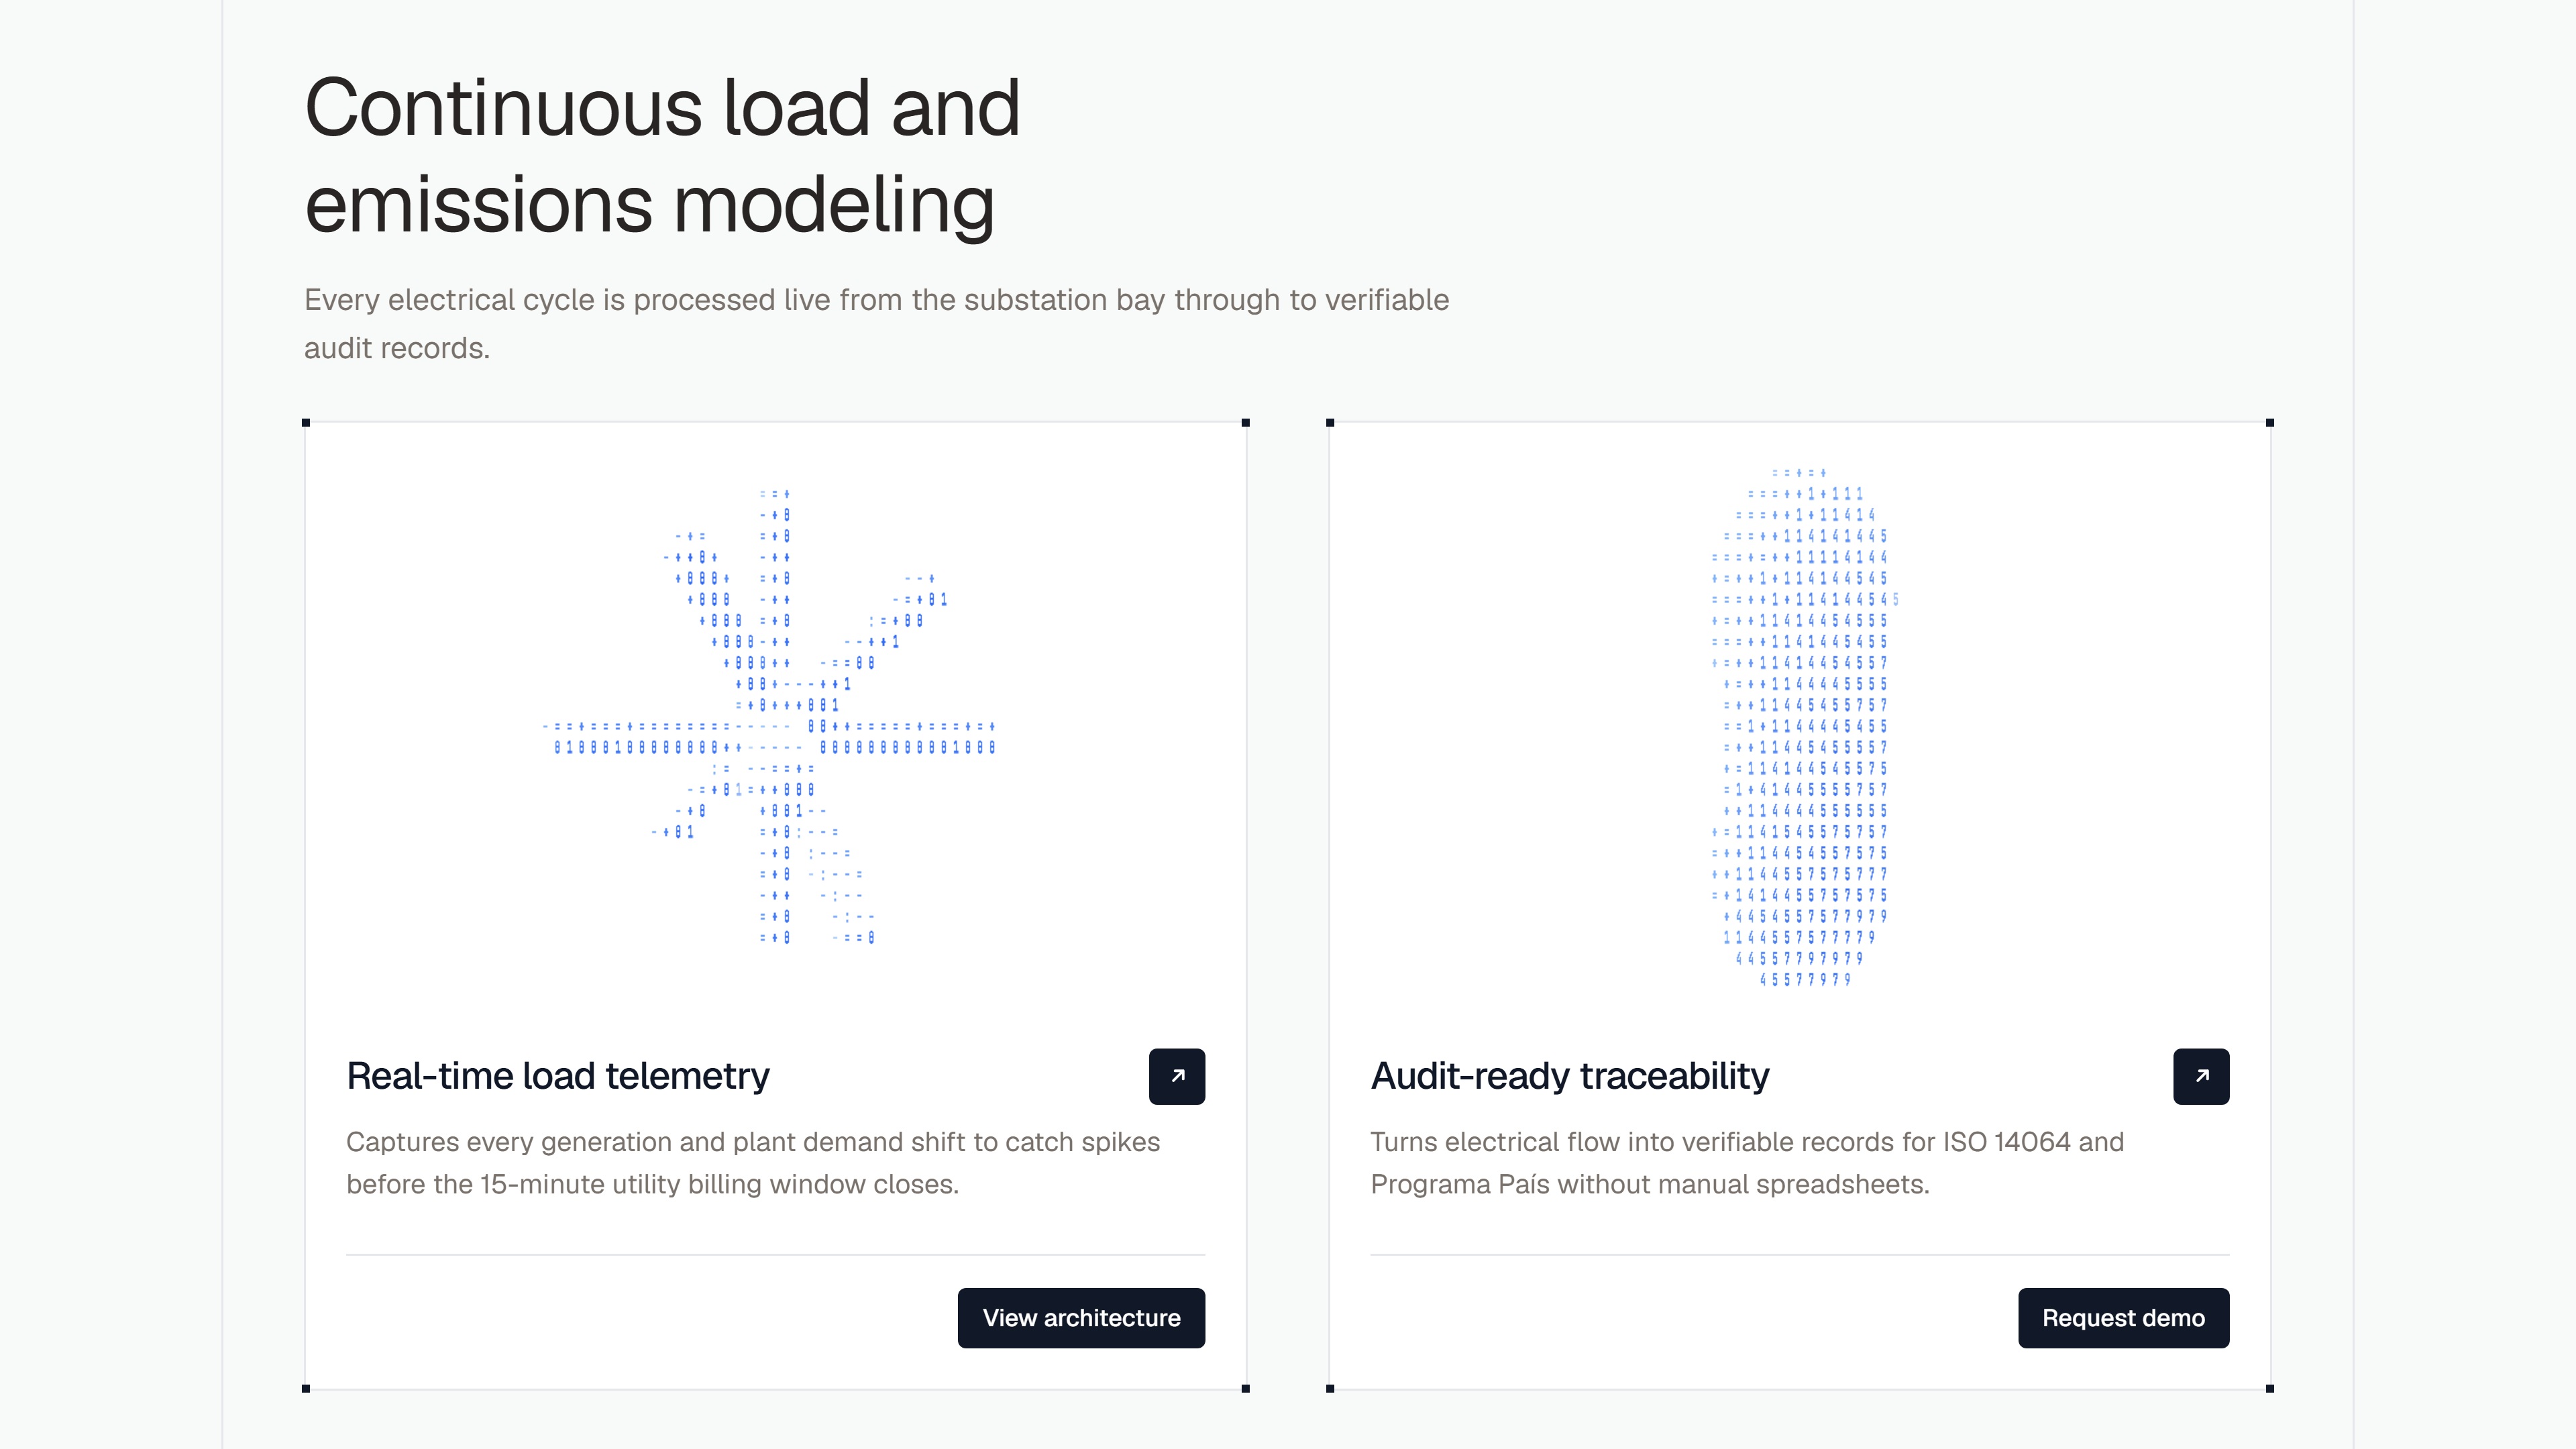 Continuous load and
emissions modeling
Every electrical cycle is processed live from the substation bay through to verifiable
audit records.
Real-time load telemetry
Captures every generation and plant demand shift to catch spikes
before the 15-minute utility billing window closes.
View architecture
Audit-ready traceability
Turns electrical flow into verifiable records for ISO 14064 and
Programa País without manual spreadsheets.
Request demo